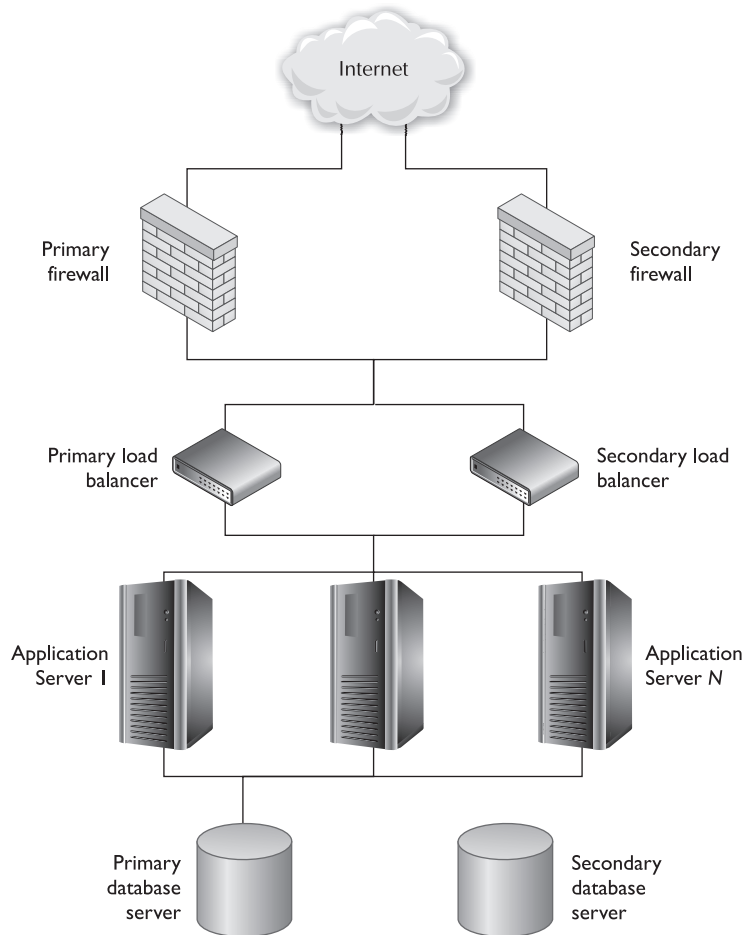 Internet
Primary
firewall
Secondary
firewall
Primary load
balancer
Secondary load
balancer
Application
Server 1
Application
Server N
Primary
database
server
Secondary
database
server